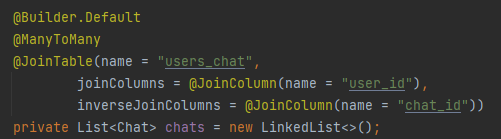 @Builder.Default
@ManyToMany
@JoinTable(name = "users_chat",
joinColumns = @JoinColumn(name = "user_id"),
inverseJoinColumns = @JoinColumn(name = "chat_id"))
private List<Chat> chats = new LinkedList<>();